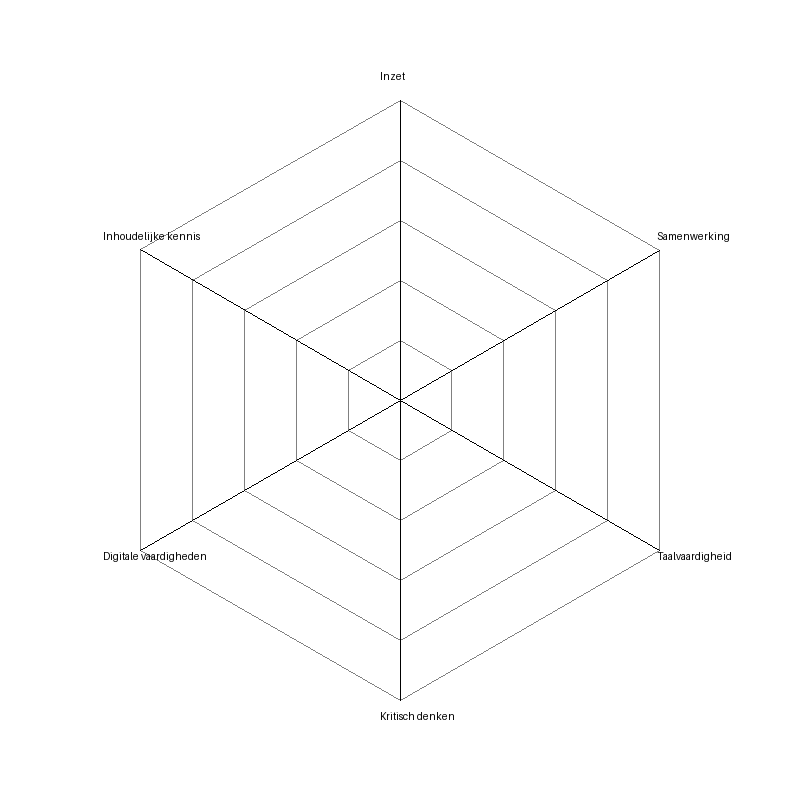 Inzet
Inhoudelijke kennis
Samenwerking
Digitale vaardigheden
Taalvaardigheid
Kritisch denken